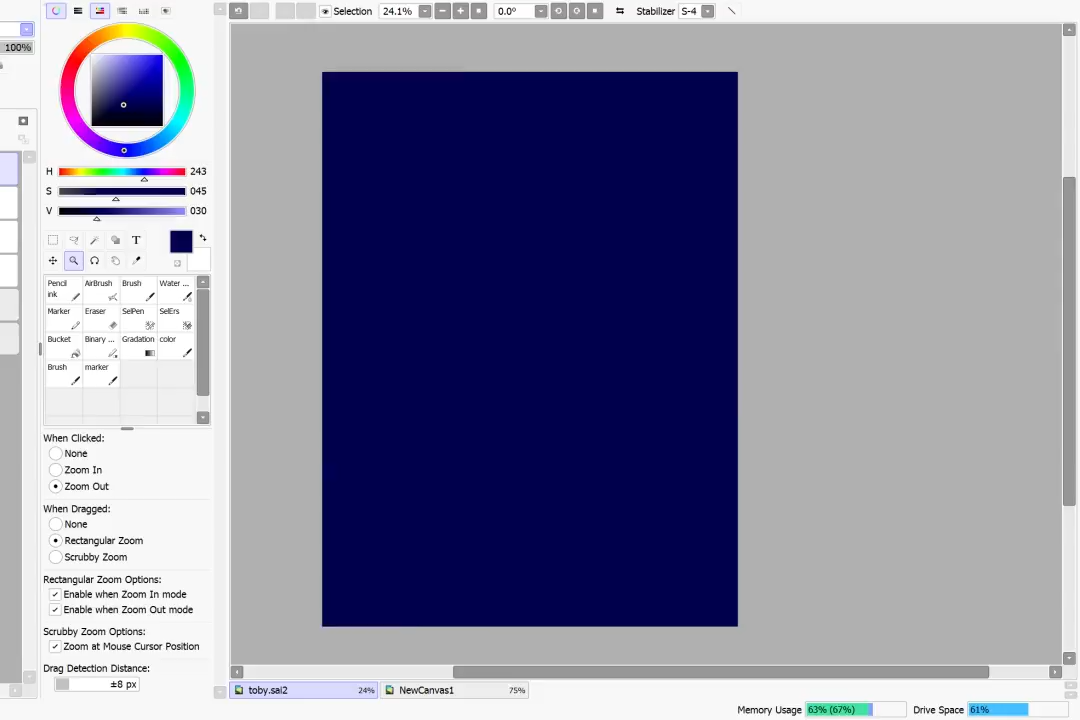 Selection 24.1% 0.0° Stabilizer S-4
100%
H 243
S 045
V 030
T
Pencil ink AirBrush Brush Water ...
Marker Eraser SelPen SelErs
Bucket Binary ... Gradation color
Brush marker
When Clicked:
None
Zoom In
Zoom Out
When Dragged:
None
Rectangular Zoom
Scrubby Zoom
Rectangular Zoom Options:
Enable when Zoom In mode
Enable when Zoom Out mode
Scrubby Zoom Options:
Zoom at Mouse Cursor Position
Drag Detection Distance:
±8 px
toby.sai2 24% NewCanvas1 75%
Memory Usage 63% (67%) Drive Space 61%